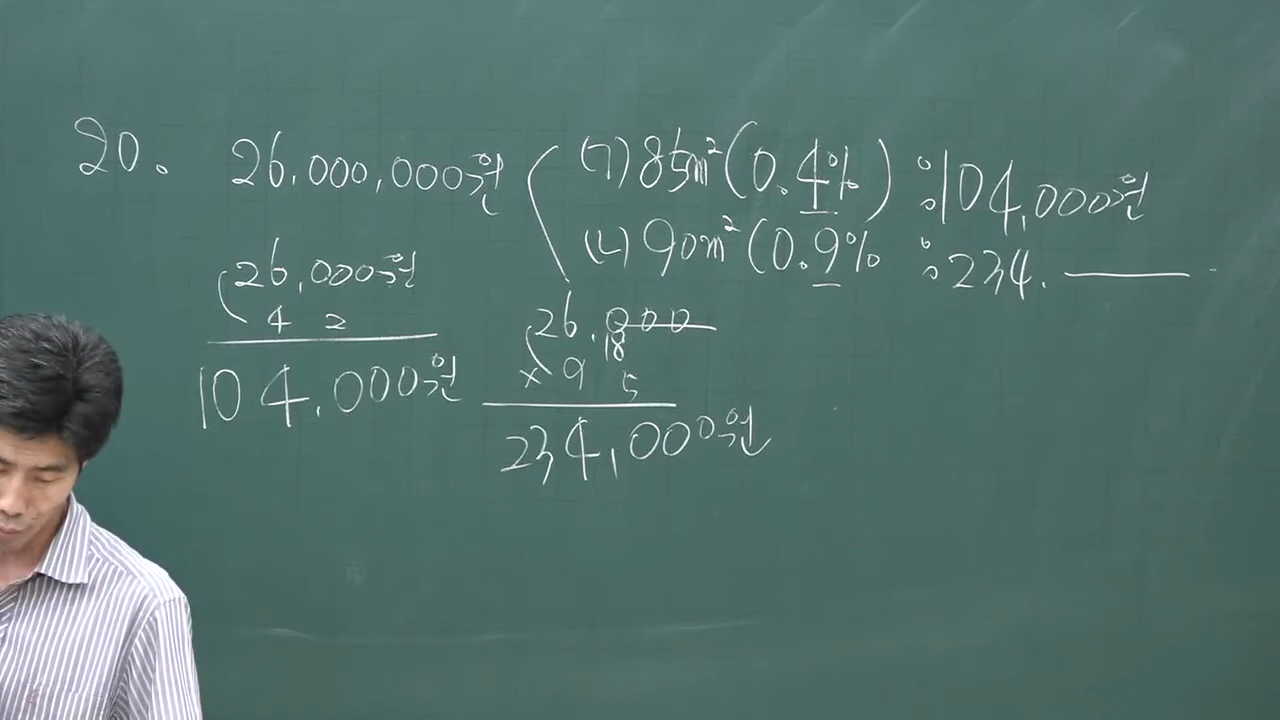 20. 26,000,000원 (ㄱ) 85m² (0.4%) : 104,000원
(ㄴ) 90m² (0.9% : 234.
26,000원
4 2
104,000원
26.000
18
× 9 5
234,000원